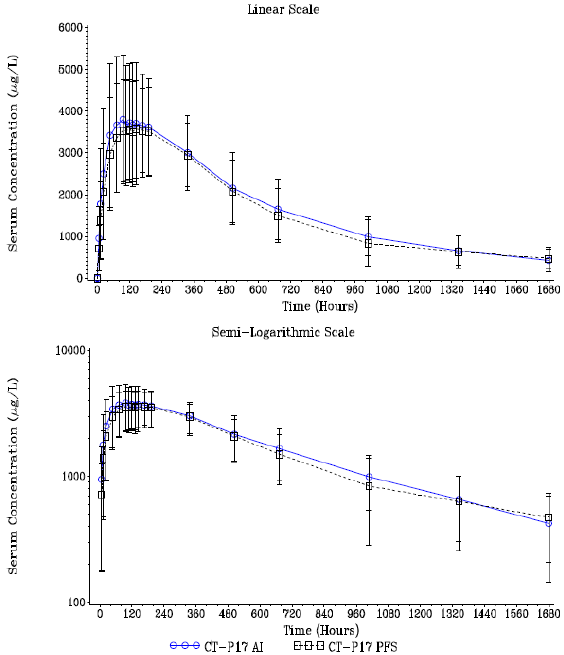 Linear Scale
Serum Concentration (μg/L)
6000
5000
4000
3000
2000
1000
0
0 120 240 360 480 600 720 840 960 1080 1200 1320 1440 1560 1680
Time (Hours)
Semi-Logarithmic Scale
Serum Concentration (μg/L)
10000
1000
100
0 120 240 360 480 600 720 840 960 1080 1200 1320 1440 1560 1680
Time (Hours)
CT-P17 AI CT-P17 PFS